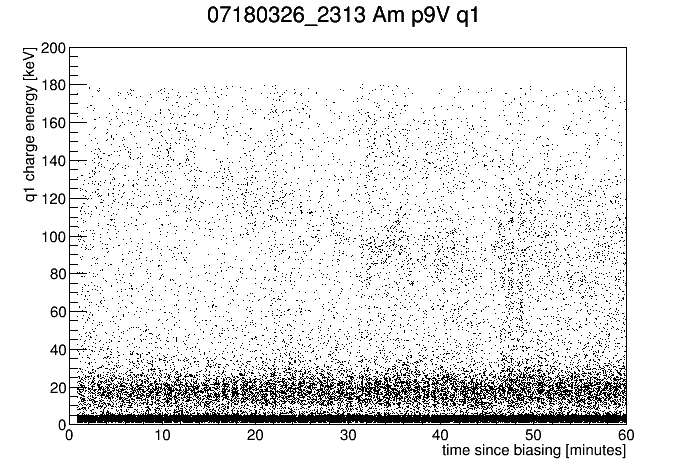 07180326_2313 Am p9V q1
q1 charge energy [keV]
200
180
160
140
120
100
80
60
40
20
0
0 10 20 30 40 50 60
time since biasing [minutes]